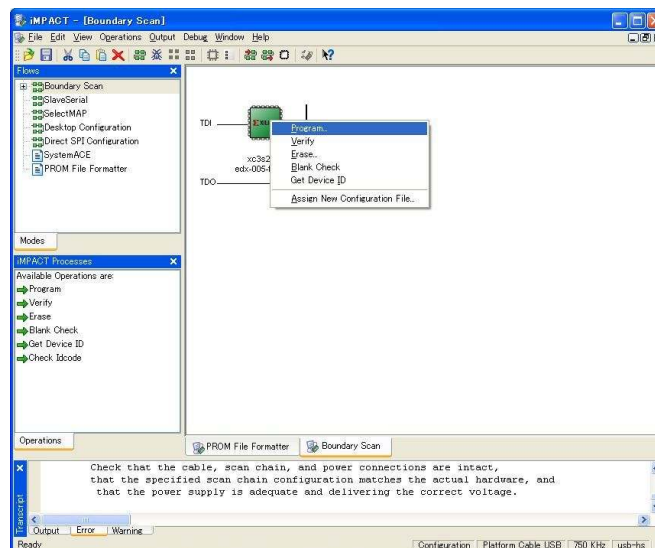 iMPACT - [Boundary Scan]
File Edit View Operations Output Debug Window Help
Flows
Boundary Scan
SlaveSerial
SelectMAP
Desktop Configuration
Direct SPI Configuration
SystemACE
PROM File Formatter
Modes
iMPACT Processes
Available Operations are:
Program
Verify
Erase
Blank Check
Get Device ID
Check Idcode
Operations
TDI
xc3s2
edx-005-f
TDO
Program...
Verify
Erase...
Blank Check
Get Device ID
Assign New Configuration File...
PROM File Formatter
Boundary Scan
Transcript
Check that the cable, scan chain, and power connections are intact,
that the specified scan chain configuration matches the actual hardware, and
that the power supply is adequate and delivering the correct voltage.
Output Error Warning
Ready
Configuration Platform Cable USB 750 KHz usb-hs